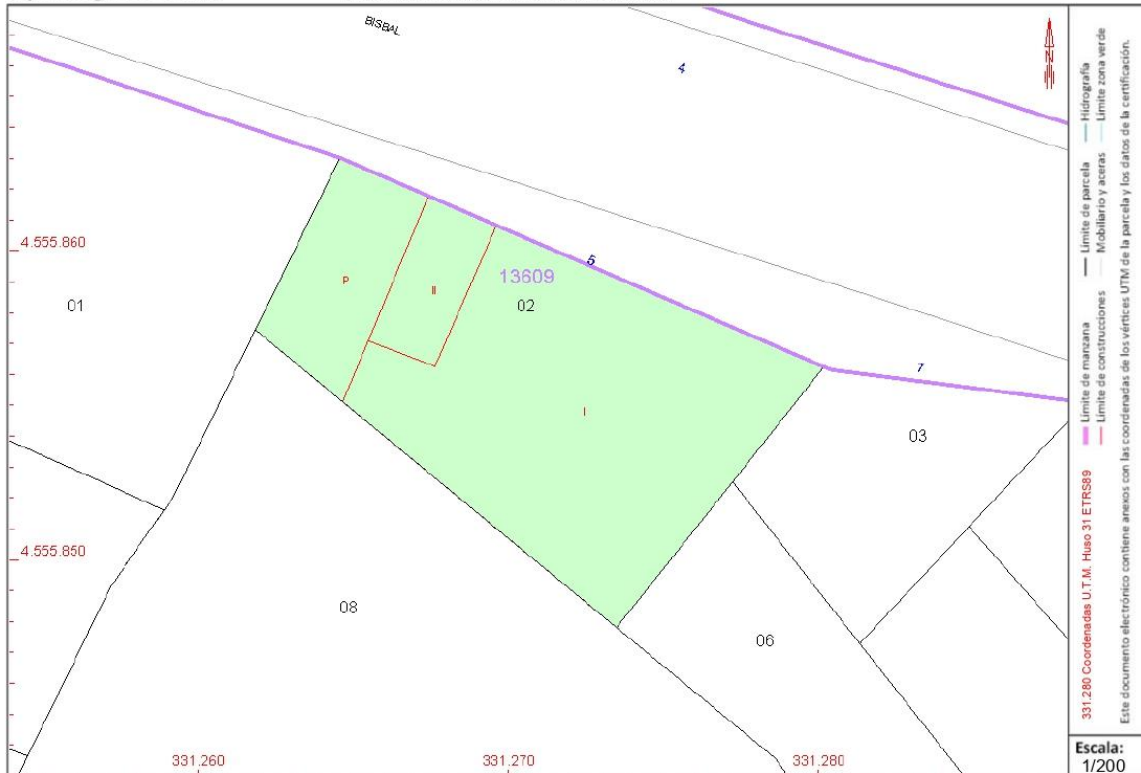 BISBAL
4
N
4.555.860
P
II
13609
5
02
01
7
I
03
4.555.850
08
06
331.260
331.270
331.280
331.280 Coordenadas U.T.M. Huso 31 ETRS89
Límite de manzana
Límite de construcciones
Límite de parcela
Mobiliario y aceras
Hidrografía
Límite zona verde
Este documento electrónico contiene anexos con las coordenadas de los vértices UTM de la parcela y los datos de la certificación.
Escala:
1/200